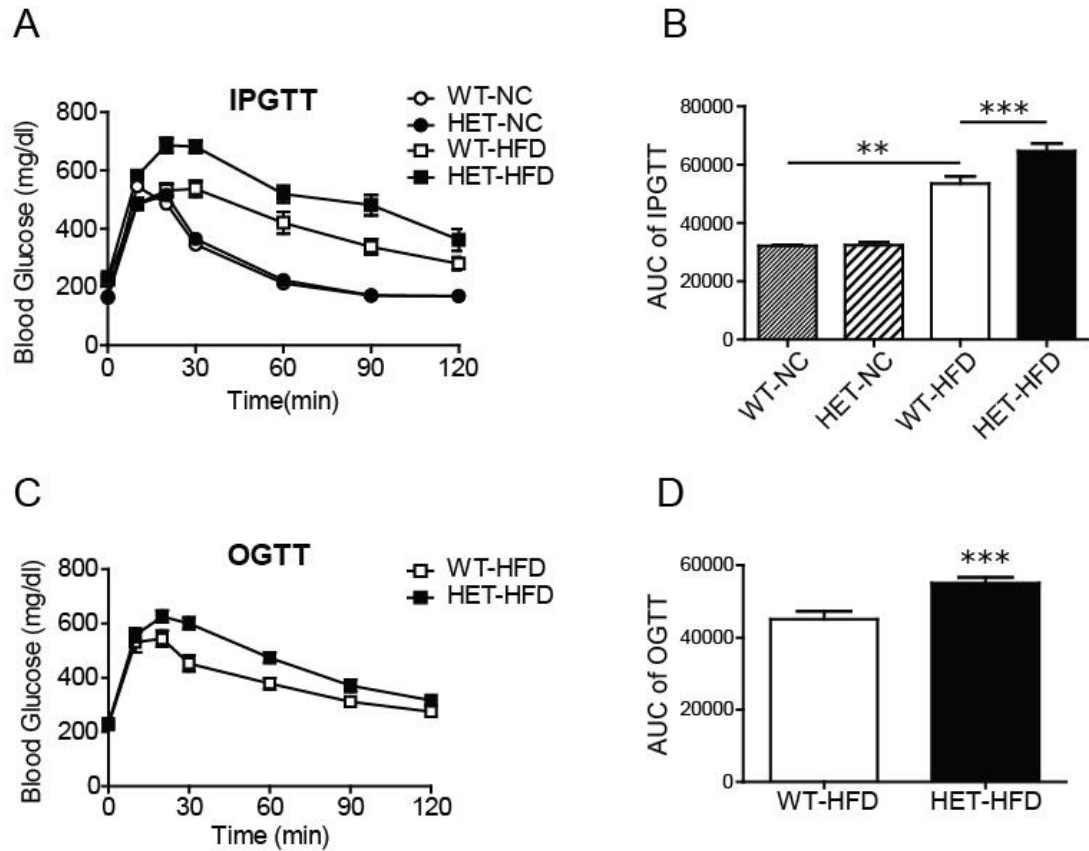 A
IPGTT
WT-NC
HET-NC
WT-HFD
HET-HFD
Blood Glucose (mg/dl)
800
600
400
200
0
0 30 60 90 120
Time(min)
B
AUC of IPGTT
80000
60000
40000
20000
0
**
***
WT-NC
HET-NC
WT-HFD
HET-HFD
C
OGTT
WT-HFD
HET-HFD
Blood Glucose (mg/dl)
800
600
400
200
0
0 30 60 90 120
Time (min)
D
AUC of OGTT
60000
40000
20000
0
***
WT-HFD HET-HFD